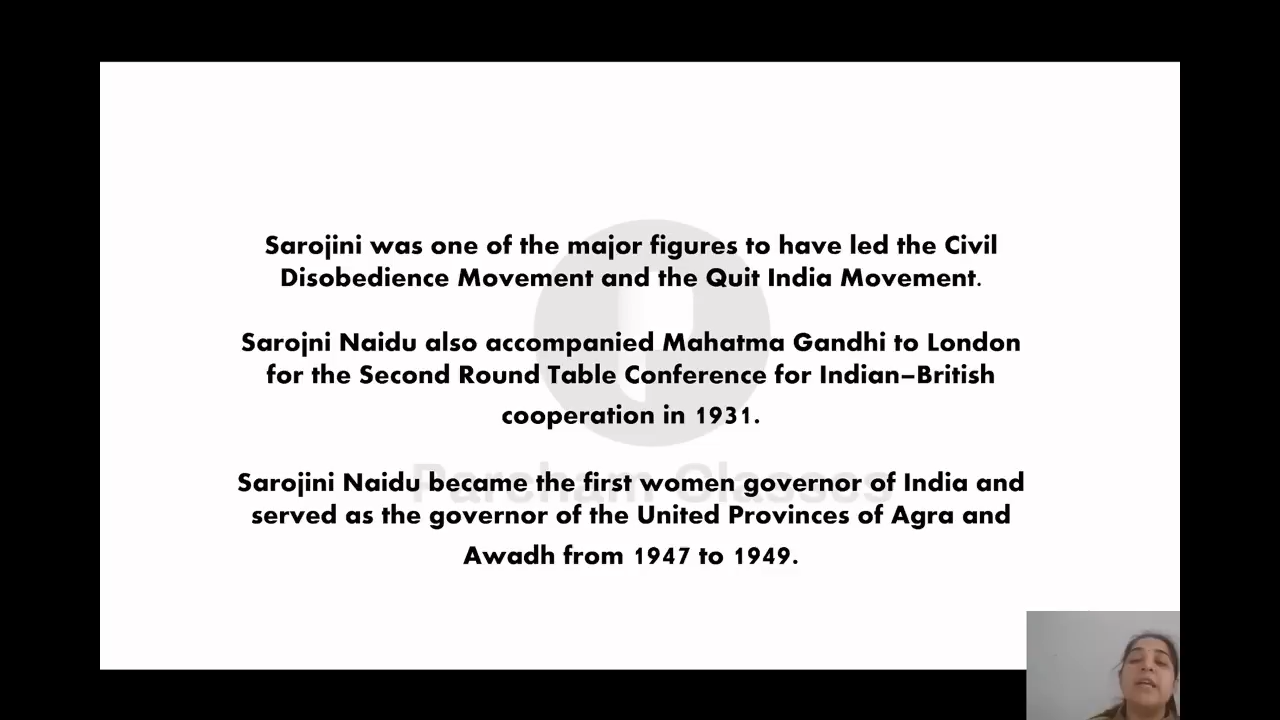 Sarojini was one of the major figures to have led the Civil
Disobedience Movement and the Quit India Movement.
Sarojni Naidu also accompanied Mahatma Gandhi to London
for the Second Round Table Conference for Indian–British
cooperation in 1931.
Sarojini Naidu became the first women governor of India and
Parcham Classes
served as the governor of the United Provinces of Agra and
Awadh from 1947 to 1949.